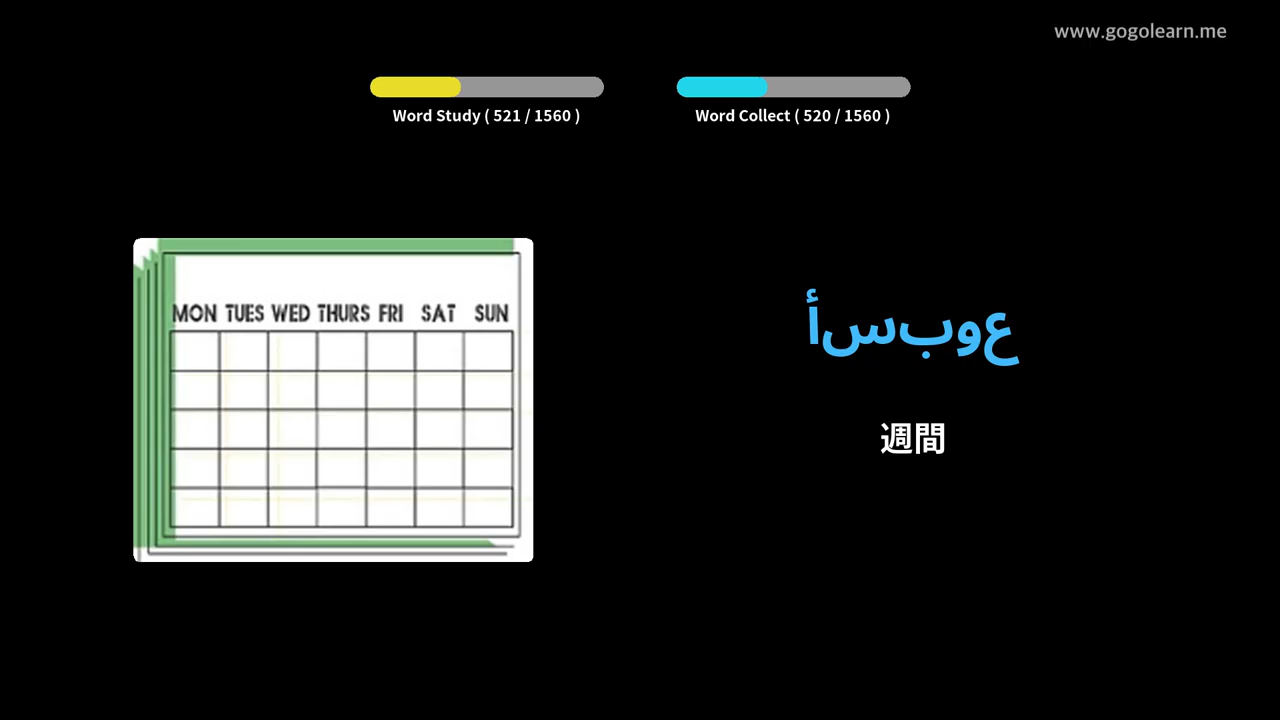 www.gogolearn.me
Word Study ( 521 / 1560 )
Word Collect ( 520 / 1560 )
MON TUES WED THURS FRI SAT SUN
أسبوع
週間